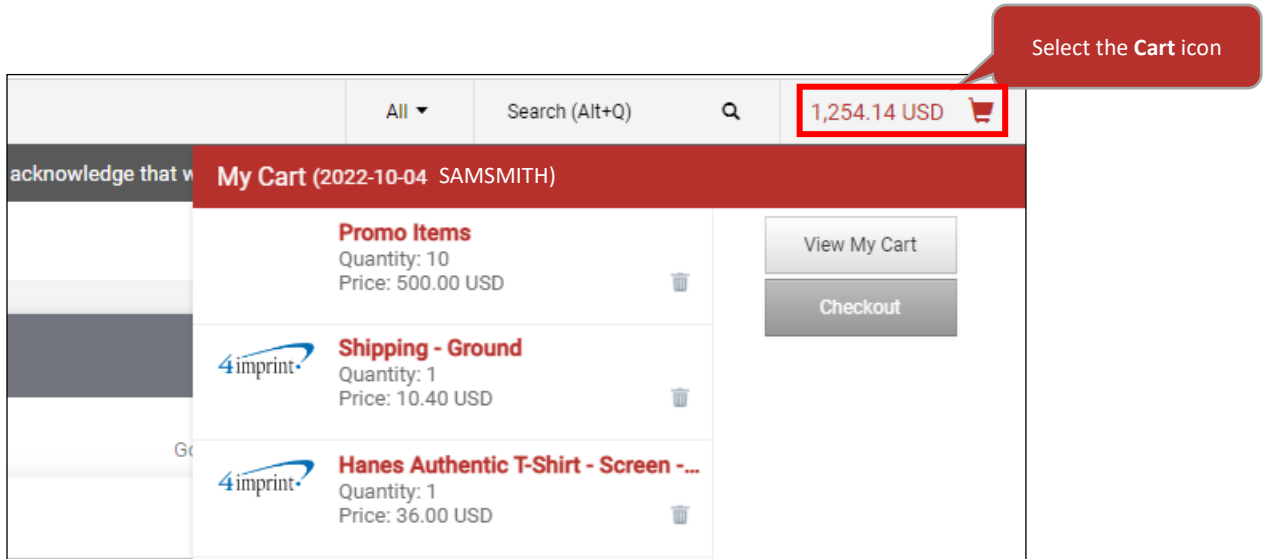 Select the Cart icon
All
Search (Alt+Q)
1,254.14 USD
acknowledge that w
My Cart (2022-10-04 SAMSMITH)
Promo Items
Quantity: 10
Price: 500.00 USD
View My Cart
Checkout
4imprint
Shipping - Ground
Quantity: 1
Price: 10.40 USD
Go
4imprint
Hanes Authentic T-Shirt - Screen -...
Quantity: 1
Price: 36.00 USD